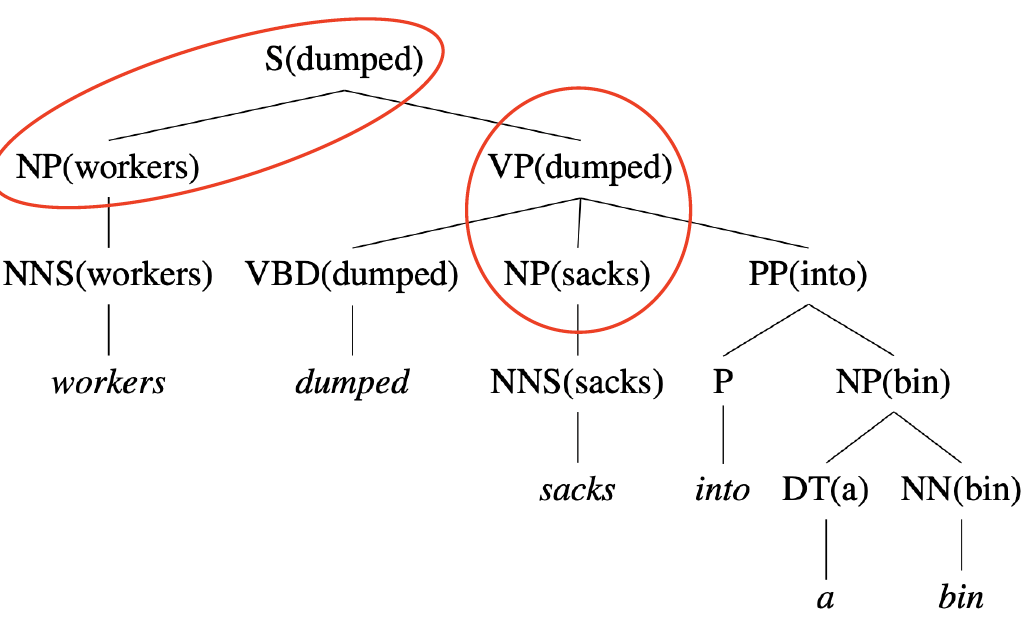 S(dumped)
NP(workers) VP(dumped)
NNS(workers) VBD(dumped) NP(sacks) PP(into)
workers dumped NNS(sacks) P NP(bin)
sacks into DT(a) NN(bin)
a bin